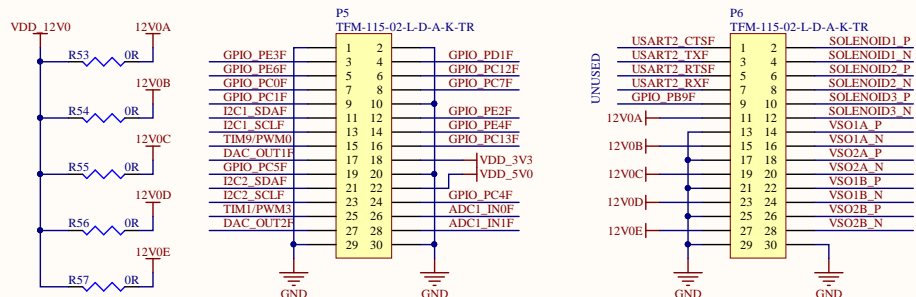 VDD_12V0 12V0A
R53 0R
12V0B
R54 0R
12V0C
R55 0R
12V0D
R56 0R
12V0E
R57 0R
P5
TFM-115-02-L-D-A-K-TR
1 2
GPIO_PE3F 3 4 GPIO_PD1F
GPIO_PE6F 5 6 GPIO_PC12F
GPIO_PC0F 7 8 GPIO_PC7F
GPIO_PC1F 9 10
I2C1_SDAF 11 12 GPIO_PE2F
I2C1_SCLF 13 14 GPIO_PE4F
TIM9/PWM0 15 16 GPIO_PC13F
DAC_OUT1F 17 18 VDD_3V3
GPIO_PC5F 19 20 VDD_5V0
I2C2_SDAF 21 22
I2C2_SCLF 23 24 GPIO_PC4F
TIM1/PWM3 25 26 ADC1_IN0F
DAC_OUT2F 27 28 ADC1_IN1F
29 30
GND GND
P6
TFM-115-02-L-D-A-K-TR
UNUSED
USART2_CTSF 1 2 SOLENOID1_P
USART2_TXF 3 4 SOLENOID1_N
USART2_RTSF 5 6 SOLENOID2_P
USART2_RXF 7 8 SOLENOID2_N
GPIO_PB9F 9 10 SOLENOID3_P
12V0A 11 12 SOLENOID3_N
13 14 VSO1A_P
12V0B 15 16 VSO1A_N
17 18 VSO2A_P
12V0C 19 20 VSO2A_N
21 22 VSO1B_P
12V0D 23 24 VSO1B_N
25 26 VSO2B_P
12V0E 27 28 VSO2B_N
29 30
GND GND